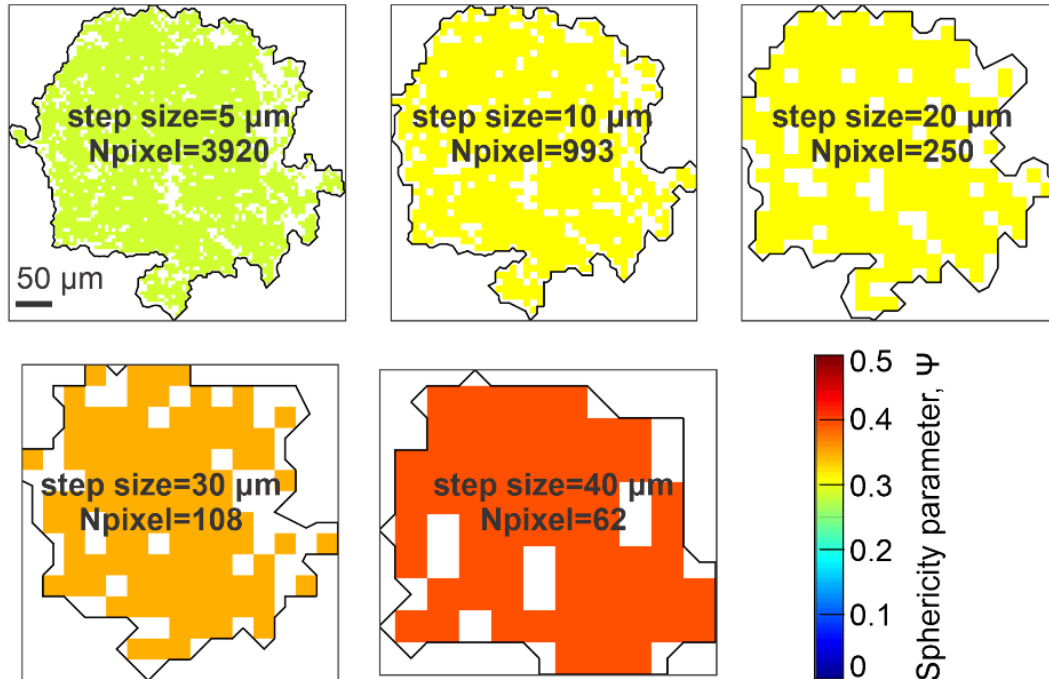 step size=5 μm
Npixel=3920
50 μm
step size=10 μm
Npixel=993
step size=20 μm
Npixel=250
step size=30 μm
Npixel=108
step size=40 μm
Npixel=62
0.5
0.4
0.3
0.2
0.1
0
Sphericity parameter, Ψ